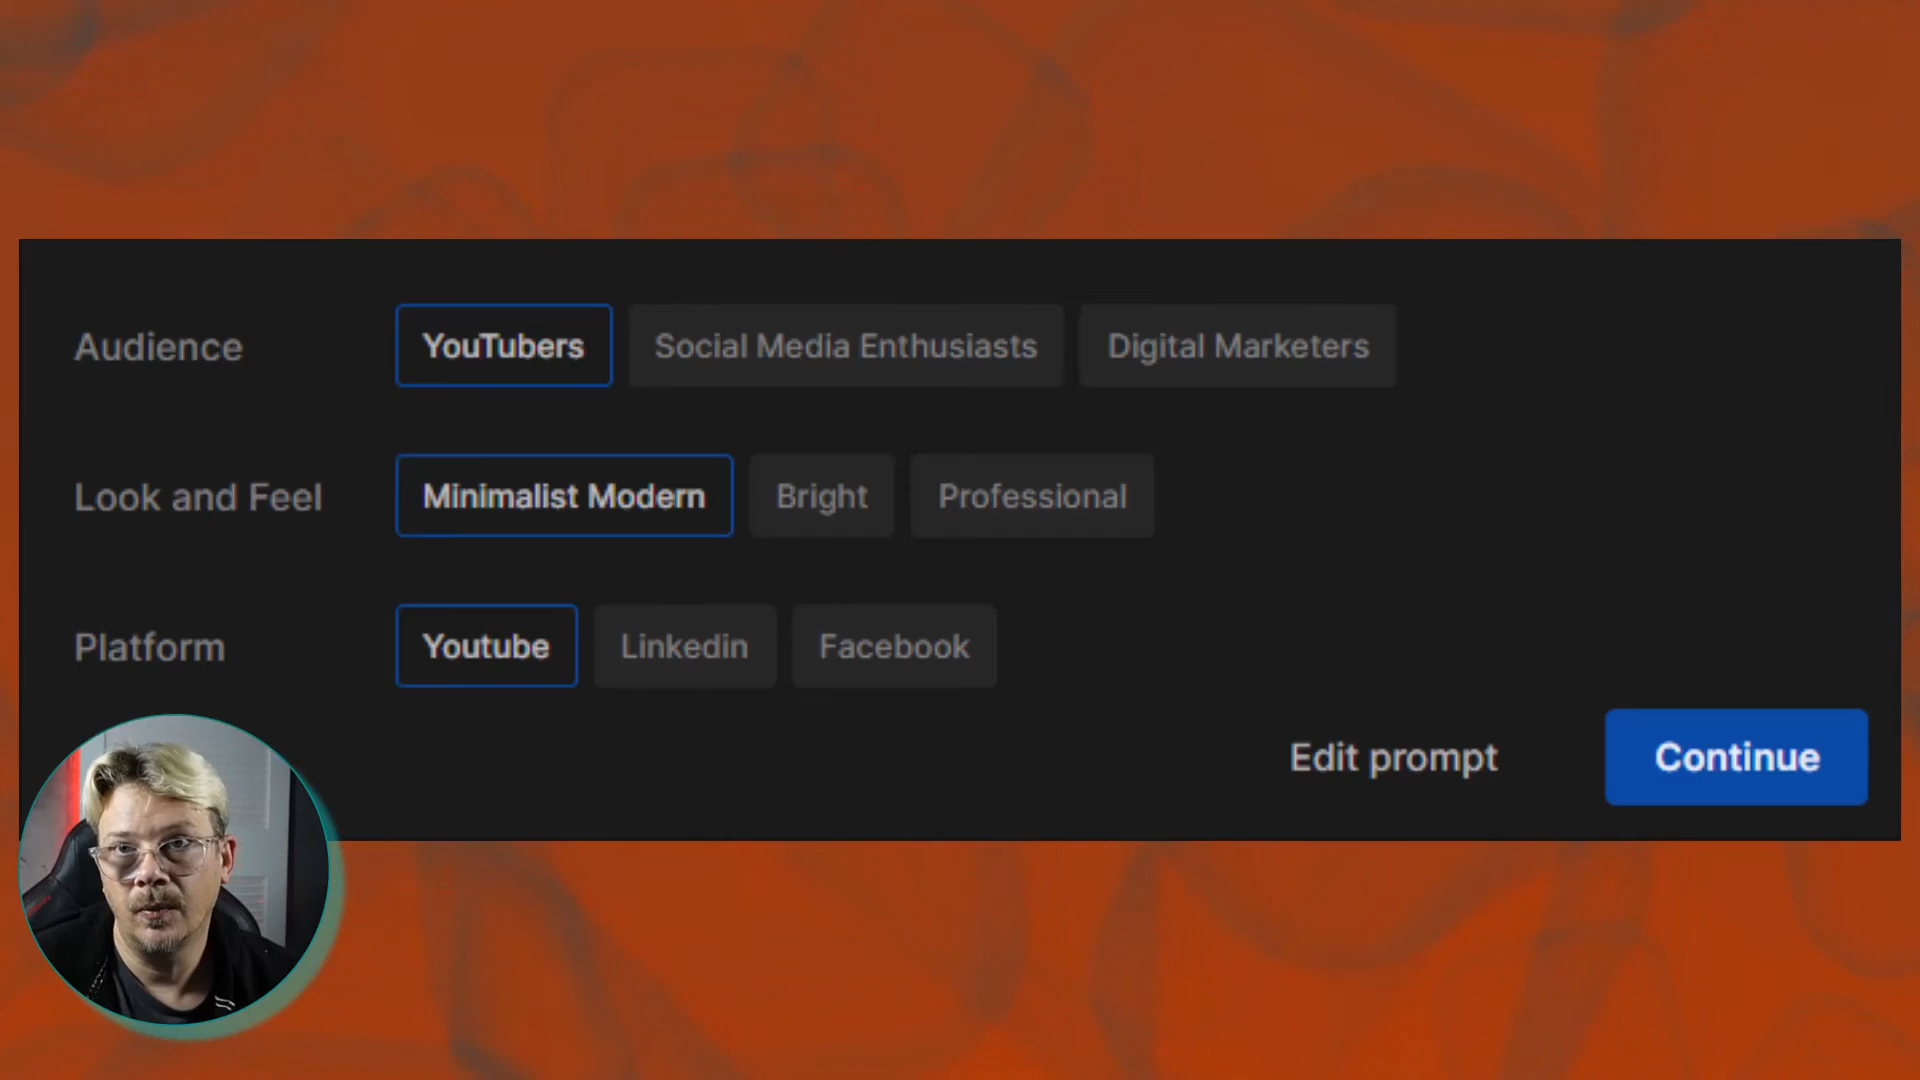 Audience YouTubers Social Media Enthusiasts Digital Marketers
Look and Feel Minimalist Modern Bright Professional
Platform Youtube Linkedin Facebook
Edit prompt Continue